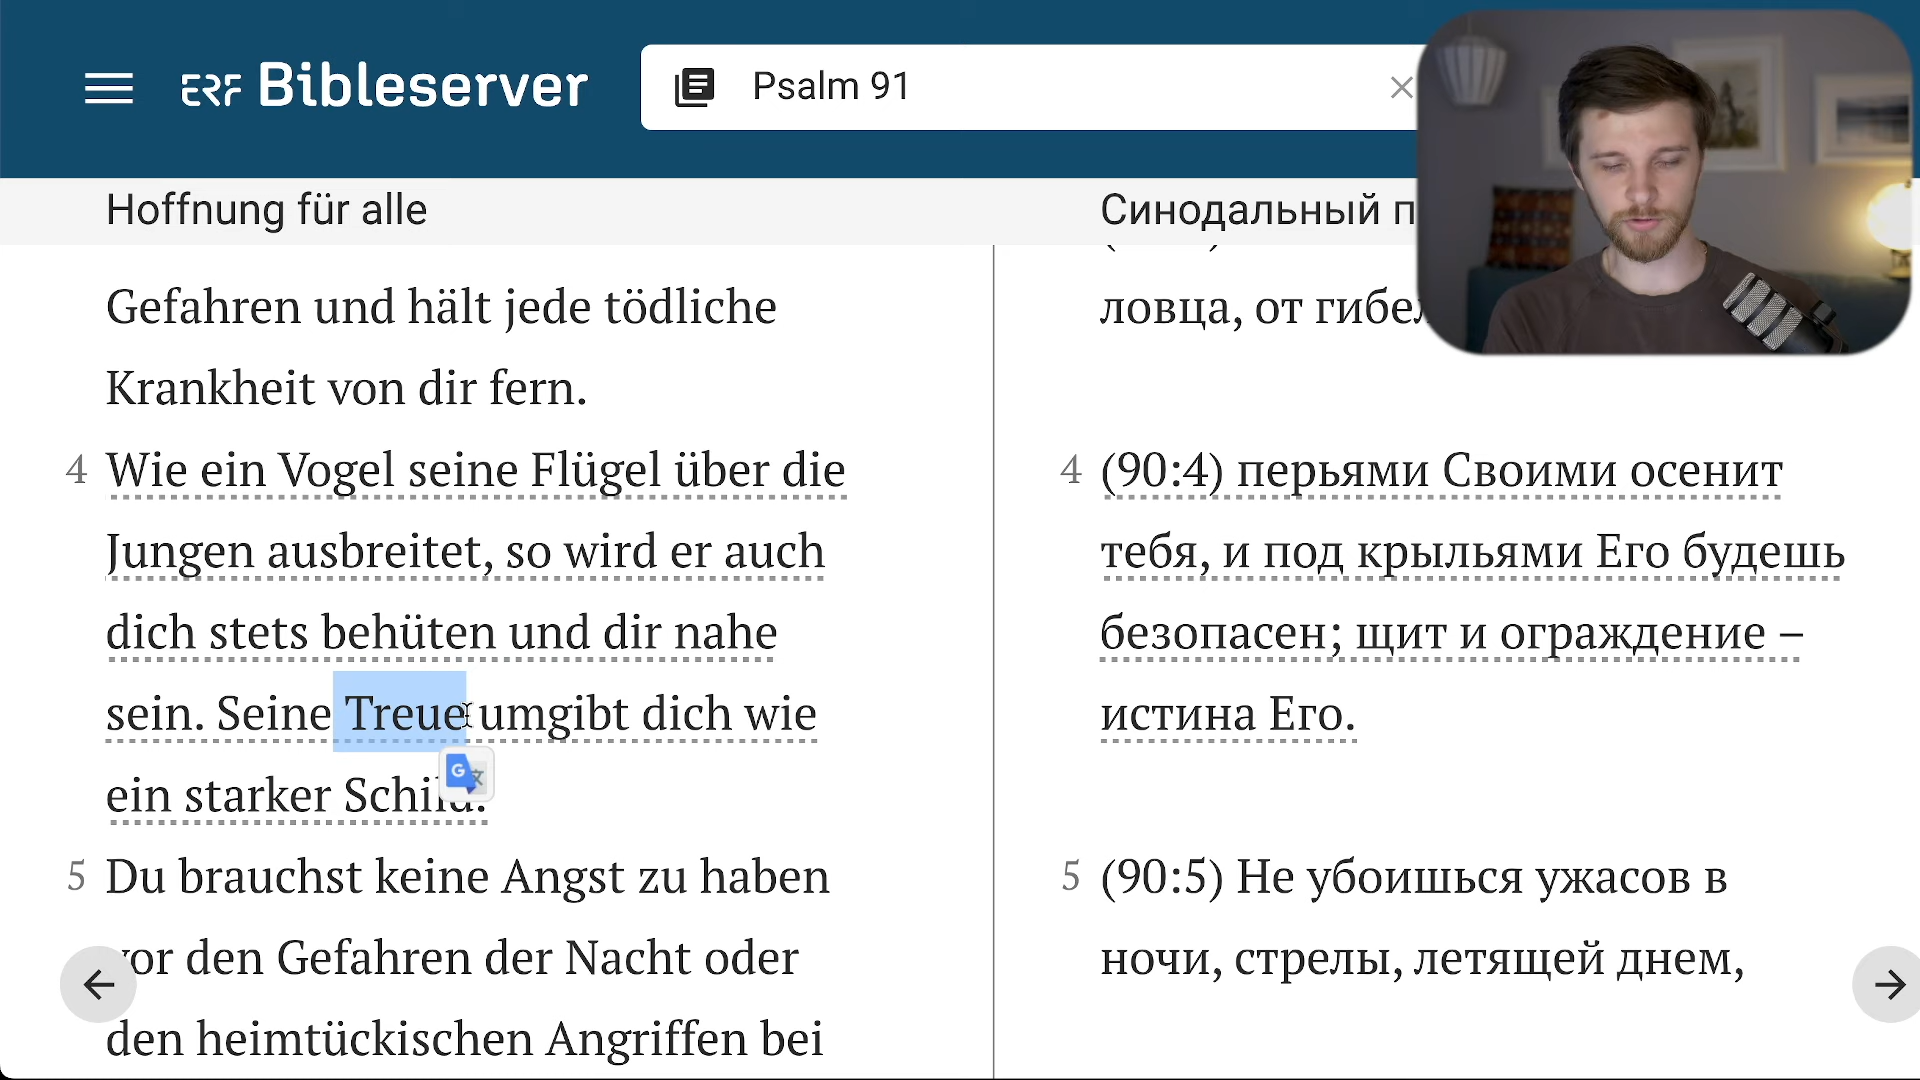 ERF Bibleserver
Psalm 91
Hoffnung für alle
Синодальный
Gefahren und hält jede tödliche
Krankheit von dir fern.
4 Wie ein Vogel seine Flügel über die
Jungen ausbreitet, so wird er auch
dich stets behüten und dir nahe
sein. Seine Treue umgibt dich wie
ein starker Schild.
5 Du brauchst keine Angst zu haben
vor den Gefahren der Nacht oder
den heimtückischen Angriffen bei
ловца, от
4 (90:4) перьями Своими осенит
тебя, и под крыльями Его будешь
безопасен; щит и ограждение –
истина Его.
5 (90:5) Не убоишься ужасов в
ночи, стрелы, летящей днем,